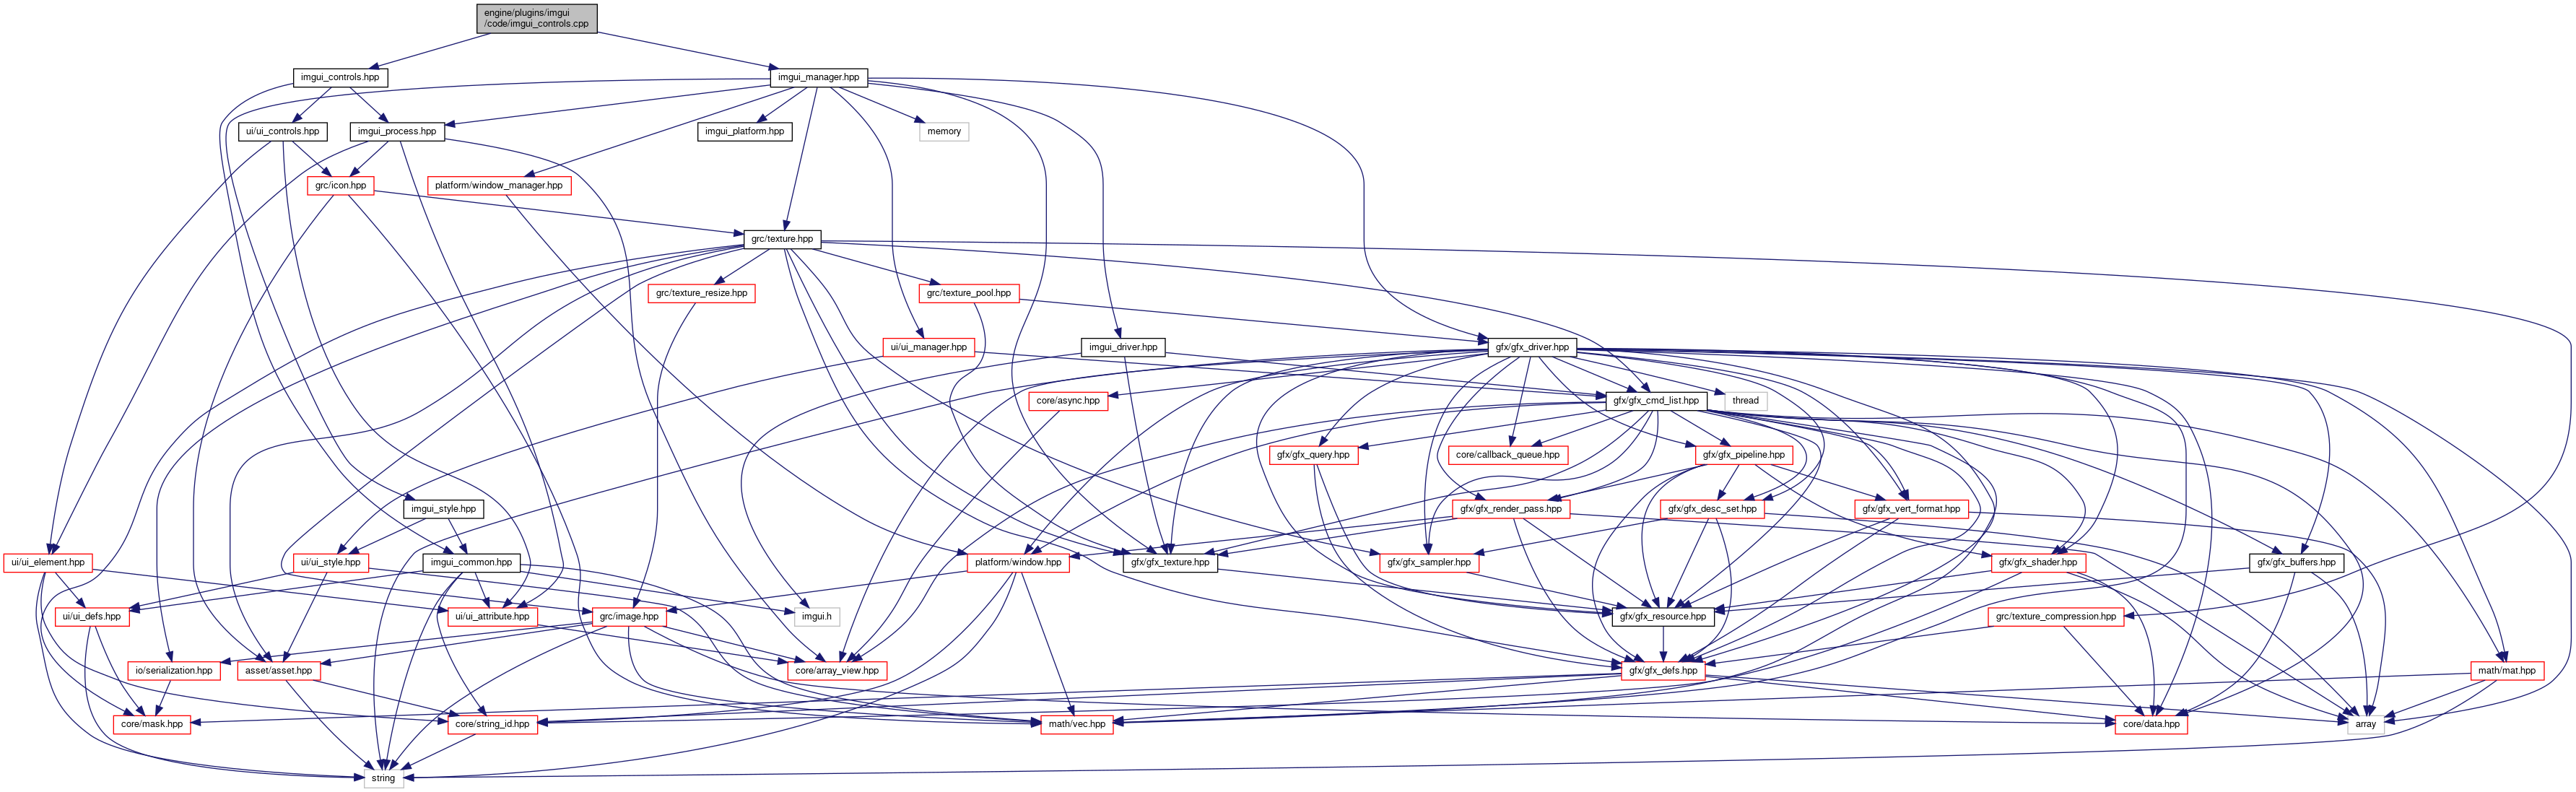 engine/plugins/imgui
/code/imgui_controls.cpp
imgui_controls.hpp
imgui_manager.hpp
ui/ui_controls.hpp
imgui_process.hpp
imgui_platform.hpp
memory
grc/icon.hpp
platform/window_manager.hpp
grc/texture.hpp
grc/texture_resize.hpp
grc/texture_pool.hpp
ui/ui_manager.hpp
imgui_driver.hpp
gfx/gfx_driver.hpp
core/async.hpp
gfx/gfx_cmd_list.hpp
thread
gfx/gfx_query.hpp
core/callback_queue.hpp
gfx/gfx_pipeline.hpp
imgui_style.hpp
gfx/gfx_render_pass.hpp
gfx/gfx_desc_set.hpp
gfx/gfx_vert_format.hpp
ui/ui_element.hpp
ui/ui_style.hpp
imgui_common.hpp
platform/window.hpp
gfx/gfx_texture.hpp
gfx/gfx_sampler.hpp
gfx/gfx_shader.hpp
gfx/gfx_buffers.hpp
ui/ui_defs.hpp
ui/ui_attribute.hpp
grc/image.hpp
imgui.h
gfx/gfx_resource.hpp
grc/texture_compression.hpp
io/serialization.hpp
asset/asset.hpp
core/array_view.hpp
gfx/gfx_defs.hpp
math/mat.hpp
core/mask.hpp
core/string_id.hpp
math/vec.hpp
core/data.hpp
array
string